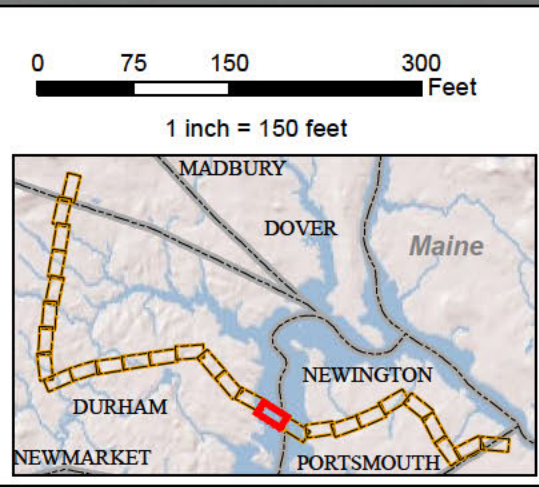 0 75 150 300
Feet
1 inch = 150 feet
MADBURY
DOVER
Maine
NEWINGTON
DURHAM
NEWMARKET
PORTSMOUTH